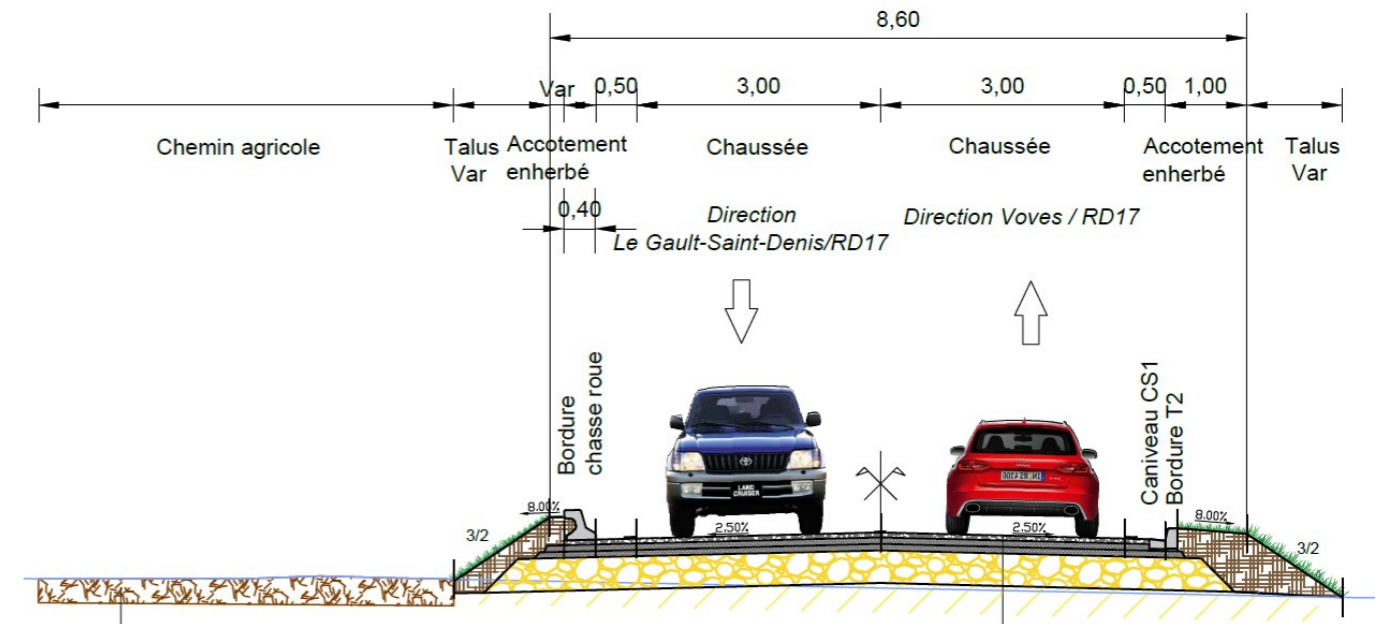 8,60
Var 0,50 3,00 3,00 0,50 1,00
Chemin agricole
Talus
Var
Accotement
enherbé
Chaussée
Chaussée
Accotement
enherbé
Talus
Var
0,40
Direction
Le Gault-Saint-Denis/RD17
Direction Voves / RD17
Bordure
chasse roue
Caniveau CS1
Bordure T2
LAND
CRUISER
8.00%
2.50%
2.50%
8.00%
3/2
3/2